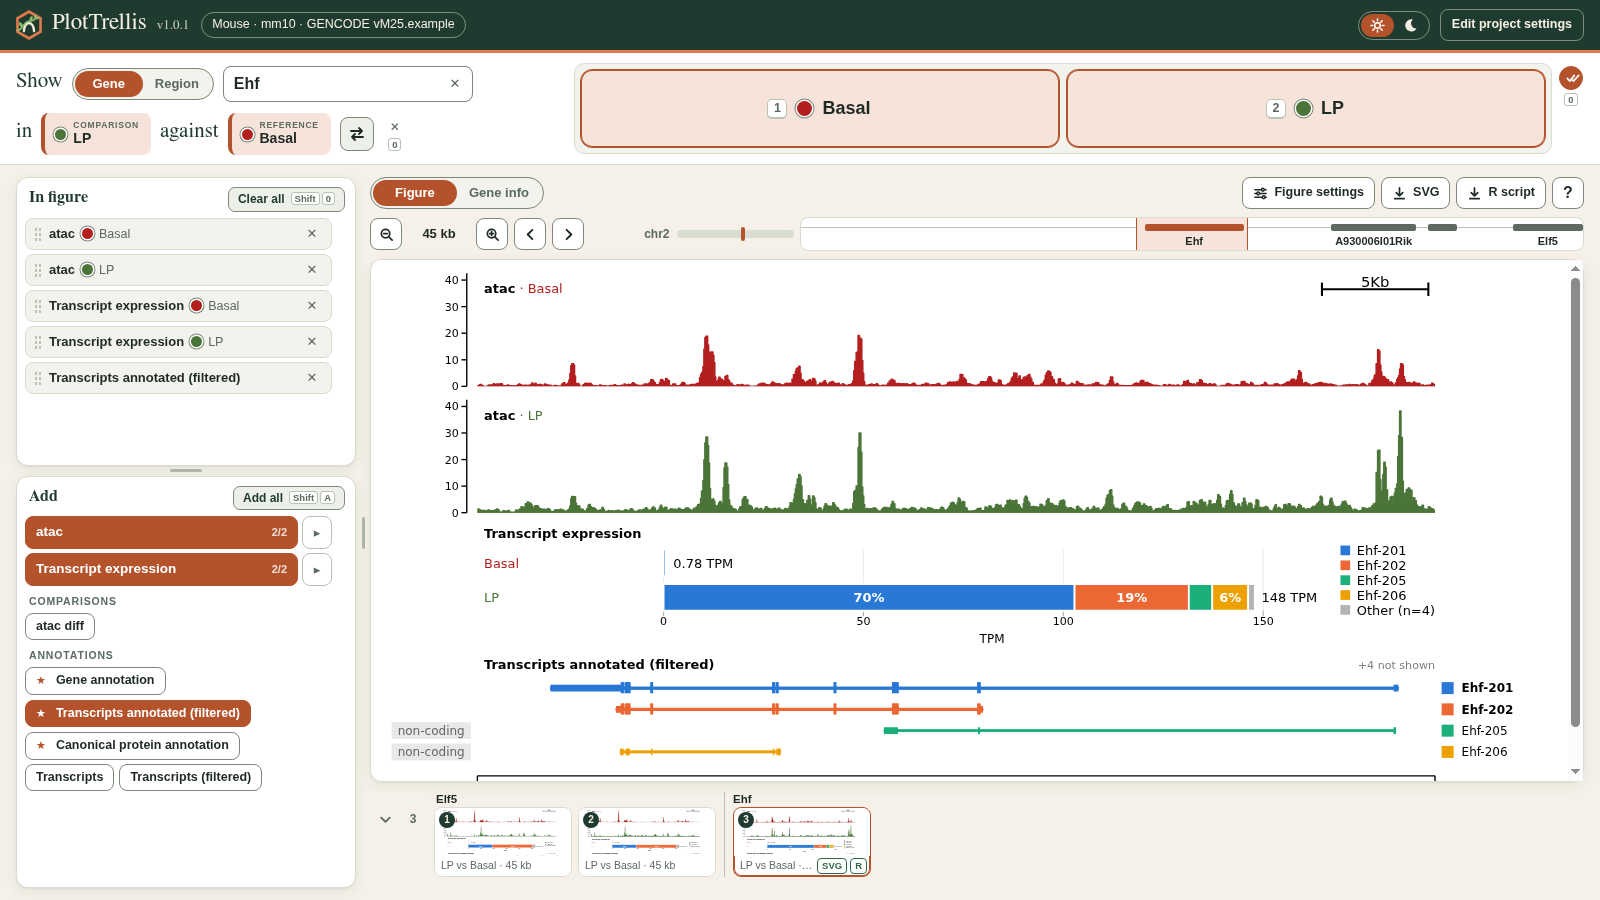 PlotTrellis v1.0.1 Mouse · mm10 · GENCODE vM25.example Edit project settings
Show Gene Region Ehf ×
in COMPARISON LP against REFERENCE Basal × 0
1 Basal 2 LP 0
In figure Clear all Shift 0
atac Basal ×
atac LP ×
Transcript expression Basal ×
Transcript expression LP ×
Transcripts annotated (filtered) ×
Add Add all Shift A
atac 2/2
Transcript expression 2/2
COMPARISONS
atac diff
ANNOTATIONS
★ Gene annotation
★ Transcripts annotated (filtered)
★ Canonical protein annotation
Transcripts Transcripts (filtered)
Figure Gene info Figure settings SVG R script ?
45 kb chr2 Ehf A930006I01Rik Elf5
40 atac · Basal 5Kb
30
20
10
0
40 atac · LP
30
20
10
0
Transcript expression
Basal 0.78 TPM
LP 70% 19% 6% 148 TPM
0 50 100 150
TPM
Ehf-201
Ehf-202
Ehf-205
Ehf-206
Other (n=4)
Transcripts annotated (filtered) +4 not shown
Ehf-201
Ehf-202
non-coding Ehf-205
non-coding Ehf-206
3 Elf5 Ehf
1 2 3
LP vs Basal · 45 kb LP vs Basal · 45 kb LP vs Basal ·... SVG R